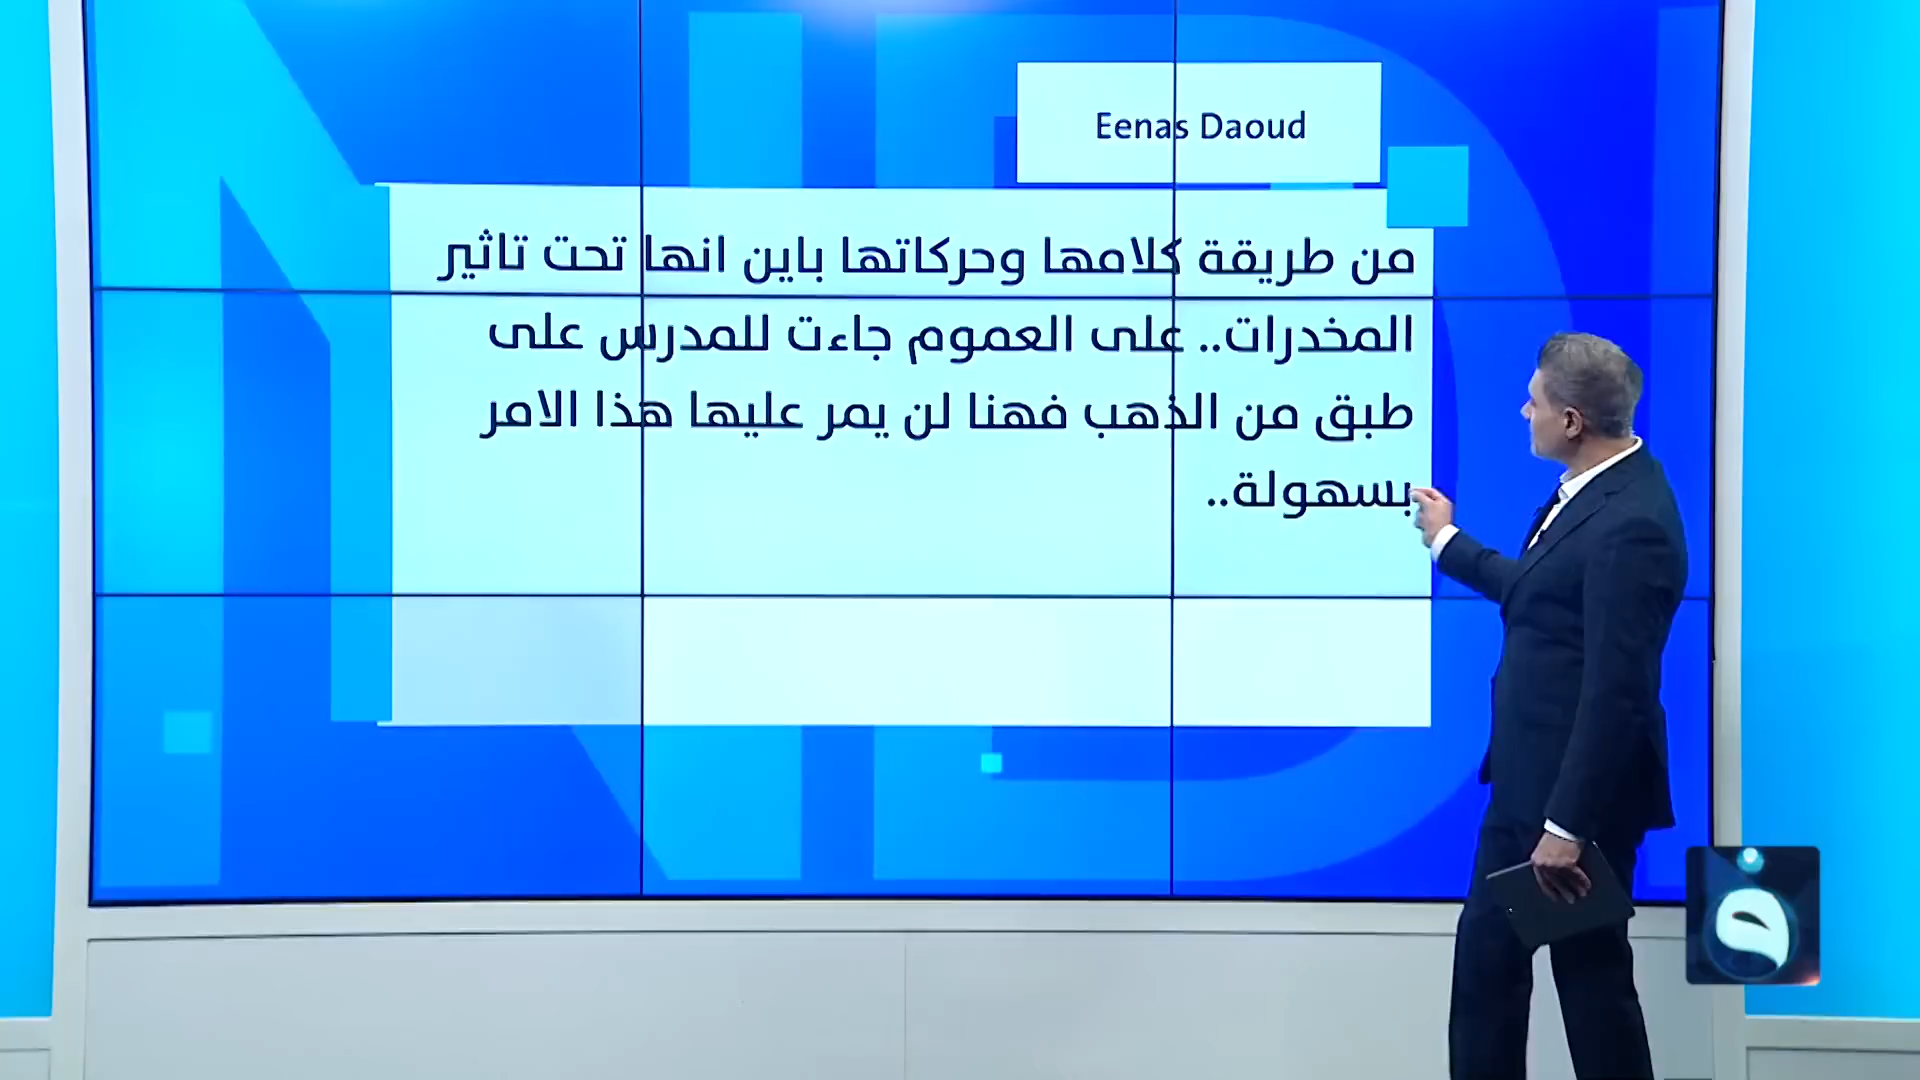 Eenas Daoud
من طريقة كلامها وحركاتها باين انها تحت تاثير
المخدرات.. على العموم جاءت للمدرس على
طبق من الذهب فهنا لن يمر عليها هذا الامر
بسهولة..